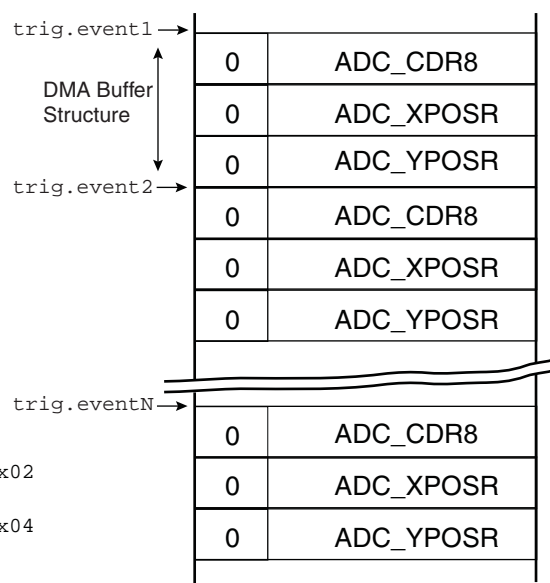 trig.event1
0 ADC_CDR8
DMA Buffer
Structure
0 ADC_XPOSR
0 ADC_YPOSR
trig.event2
0 ADC_CDR8
0 ADC_XPOSR
0 ADC_YPOSR
trig.eventN
0 ADC_CDR8
x02
0 ADC_XPOSR
x04
0 ADC_YPOSR